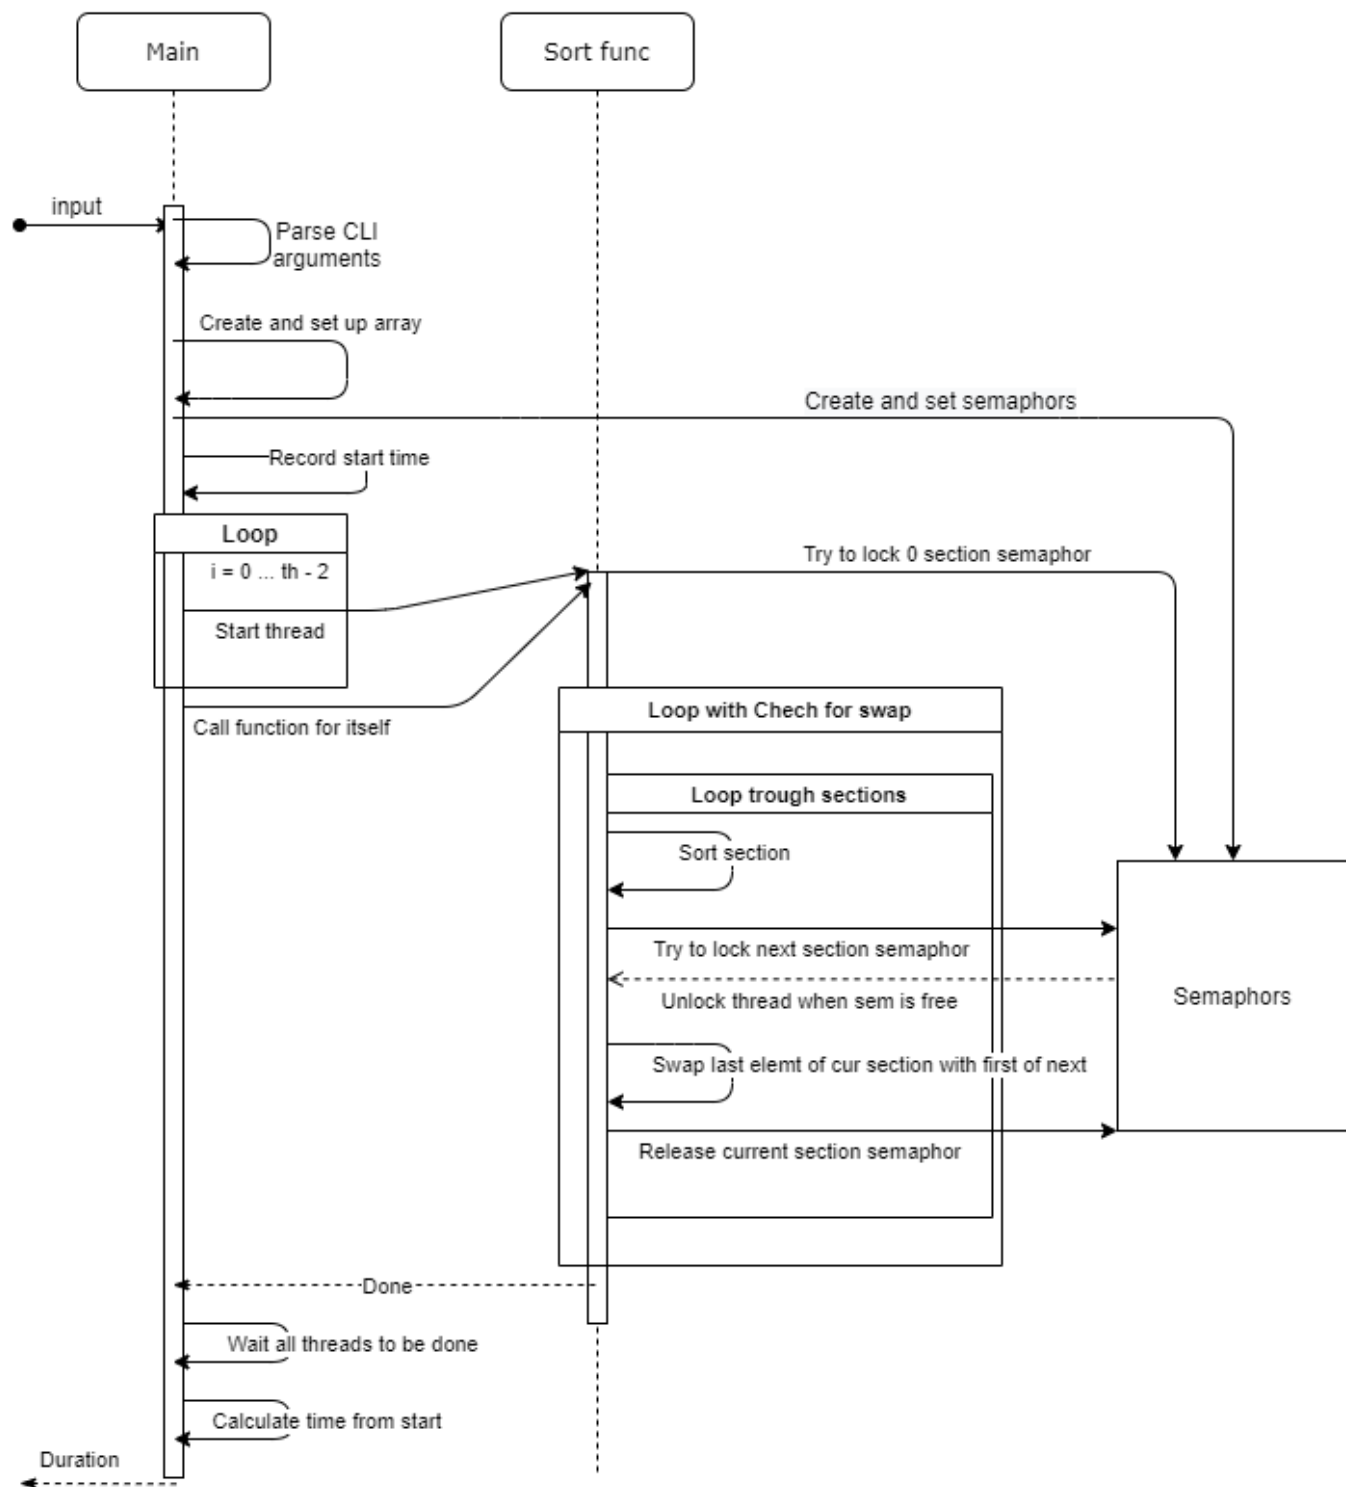 Main
Sort func
input
Parse CLI
arguments
Create and set up array
Create and set semaphors
Record start time
Loop
i = 0 ... th - 2
Try to lock 0 section semaphor
Start thread
Call function for itself
Loop with Chech for swap
Loop trough sections
Sort section
Try to lock next section semaphor
Unlock thread when sem is free
Semaphors
Swap last elemt of cur section with first of next
Release current section semaphor
Done
Wait all threads to be done
Calculate time from start
Duration